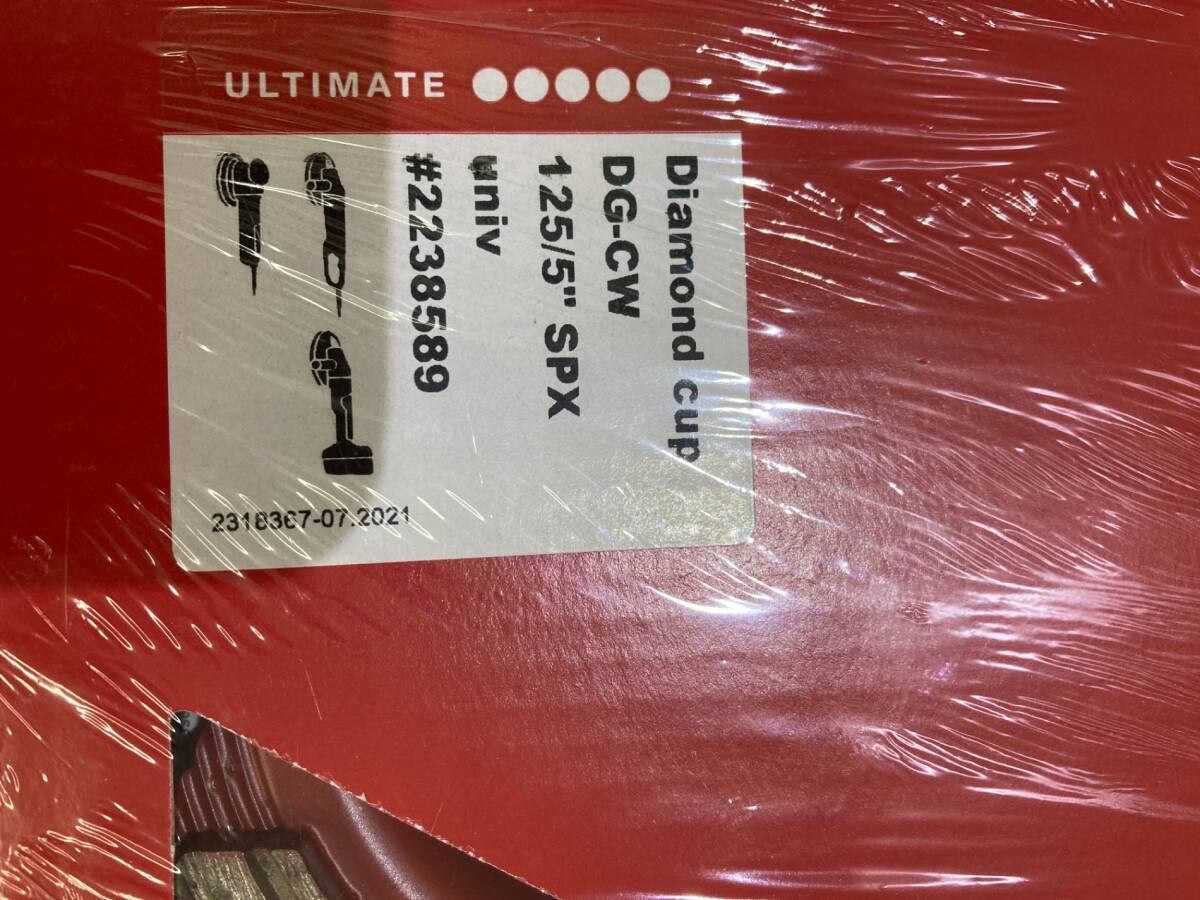 ULTIMATE
Diamond cup
DG-CW
125/5" SPX
univ
#2238589
2318367-07.2021